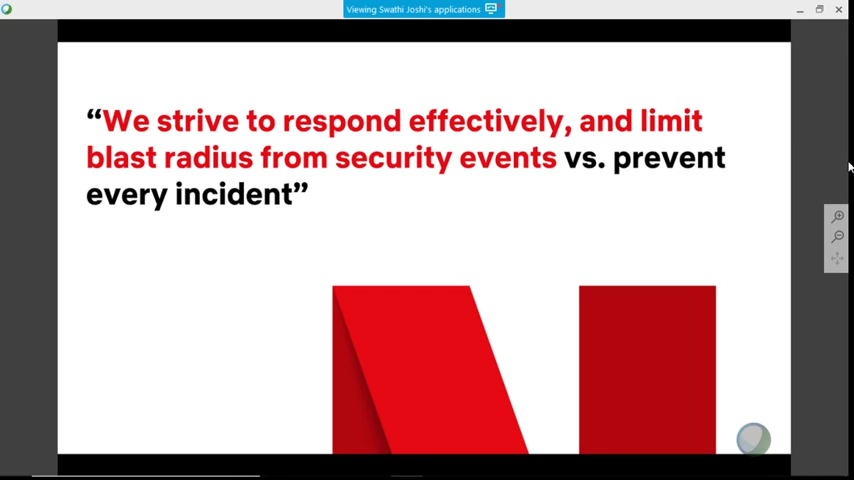 Viewing Swathi Joshi's applications
“We strive to respond effectively, and limit
blast radius from security events vs. prevent
every incident”